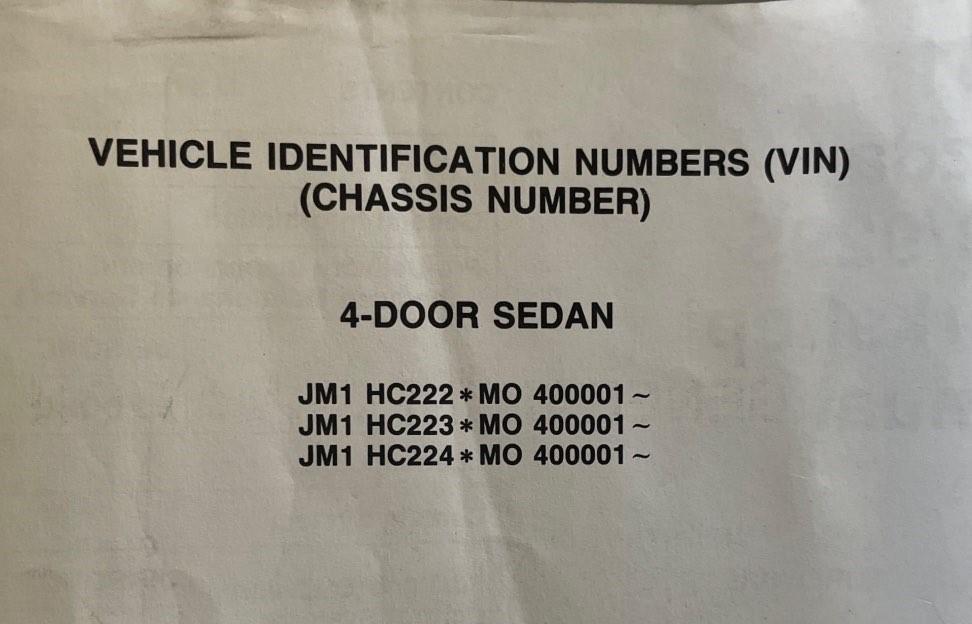 VEHICLE IDENTIFICATION NUMBERS (VIN)
(CHASSIS NUMBER)
4-DOOR SEDAN
JM1 HC222*MO 400001~
JM1 HC223*MO 400001~
JM1 HC224*MO 400001~